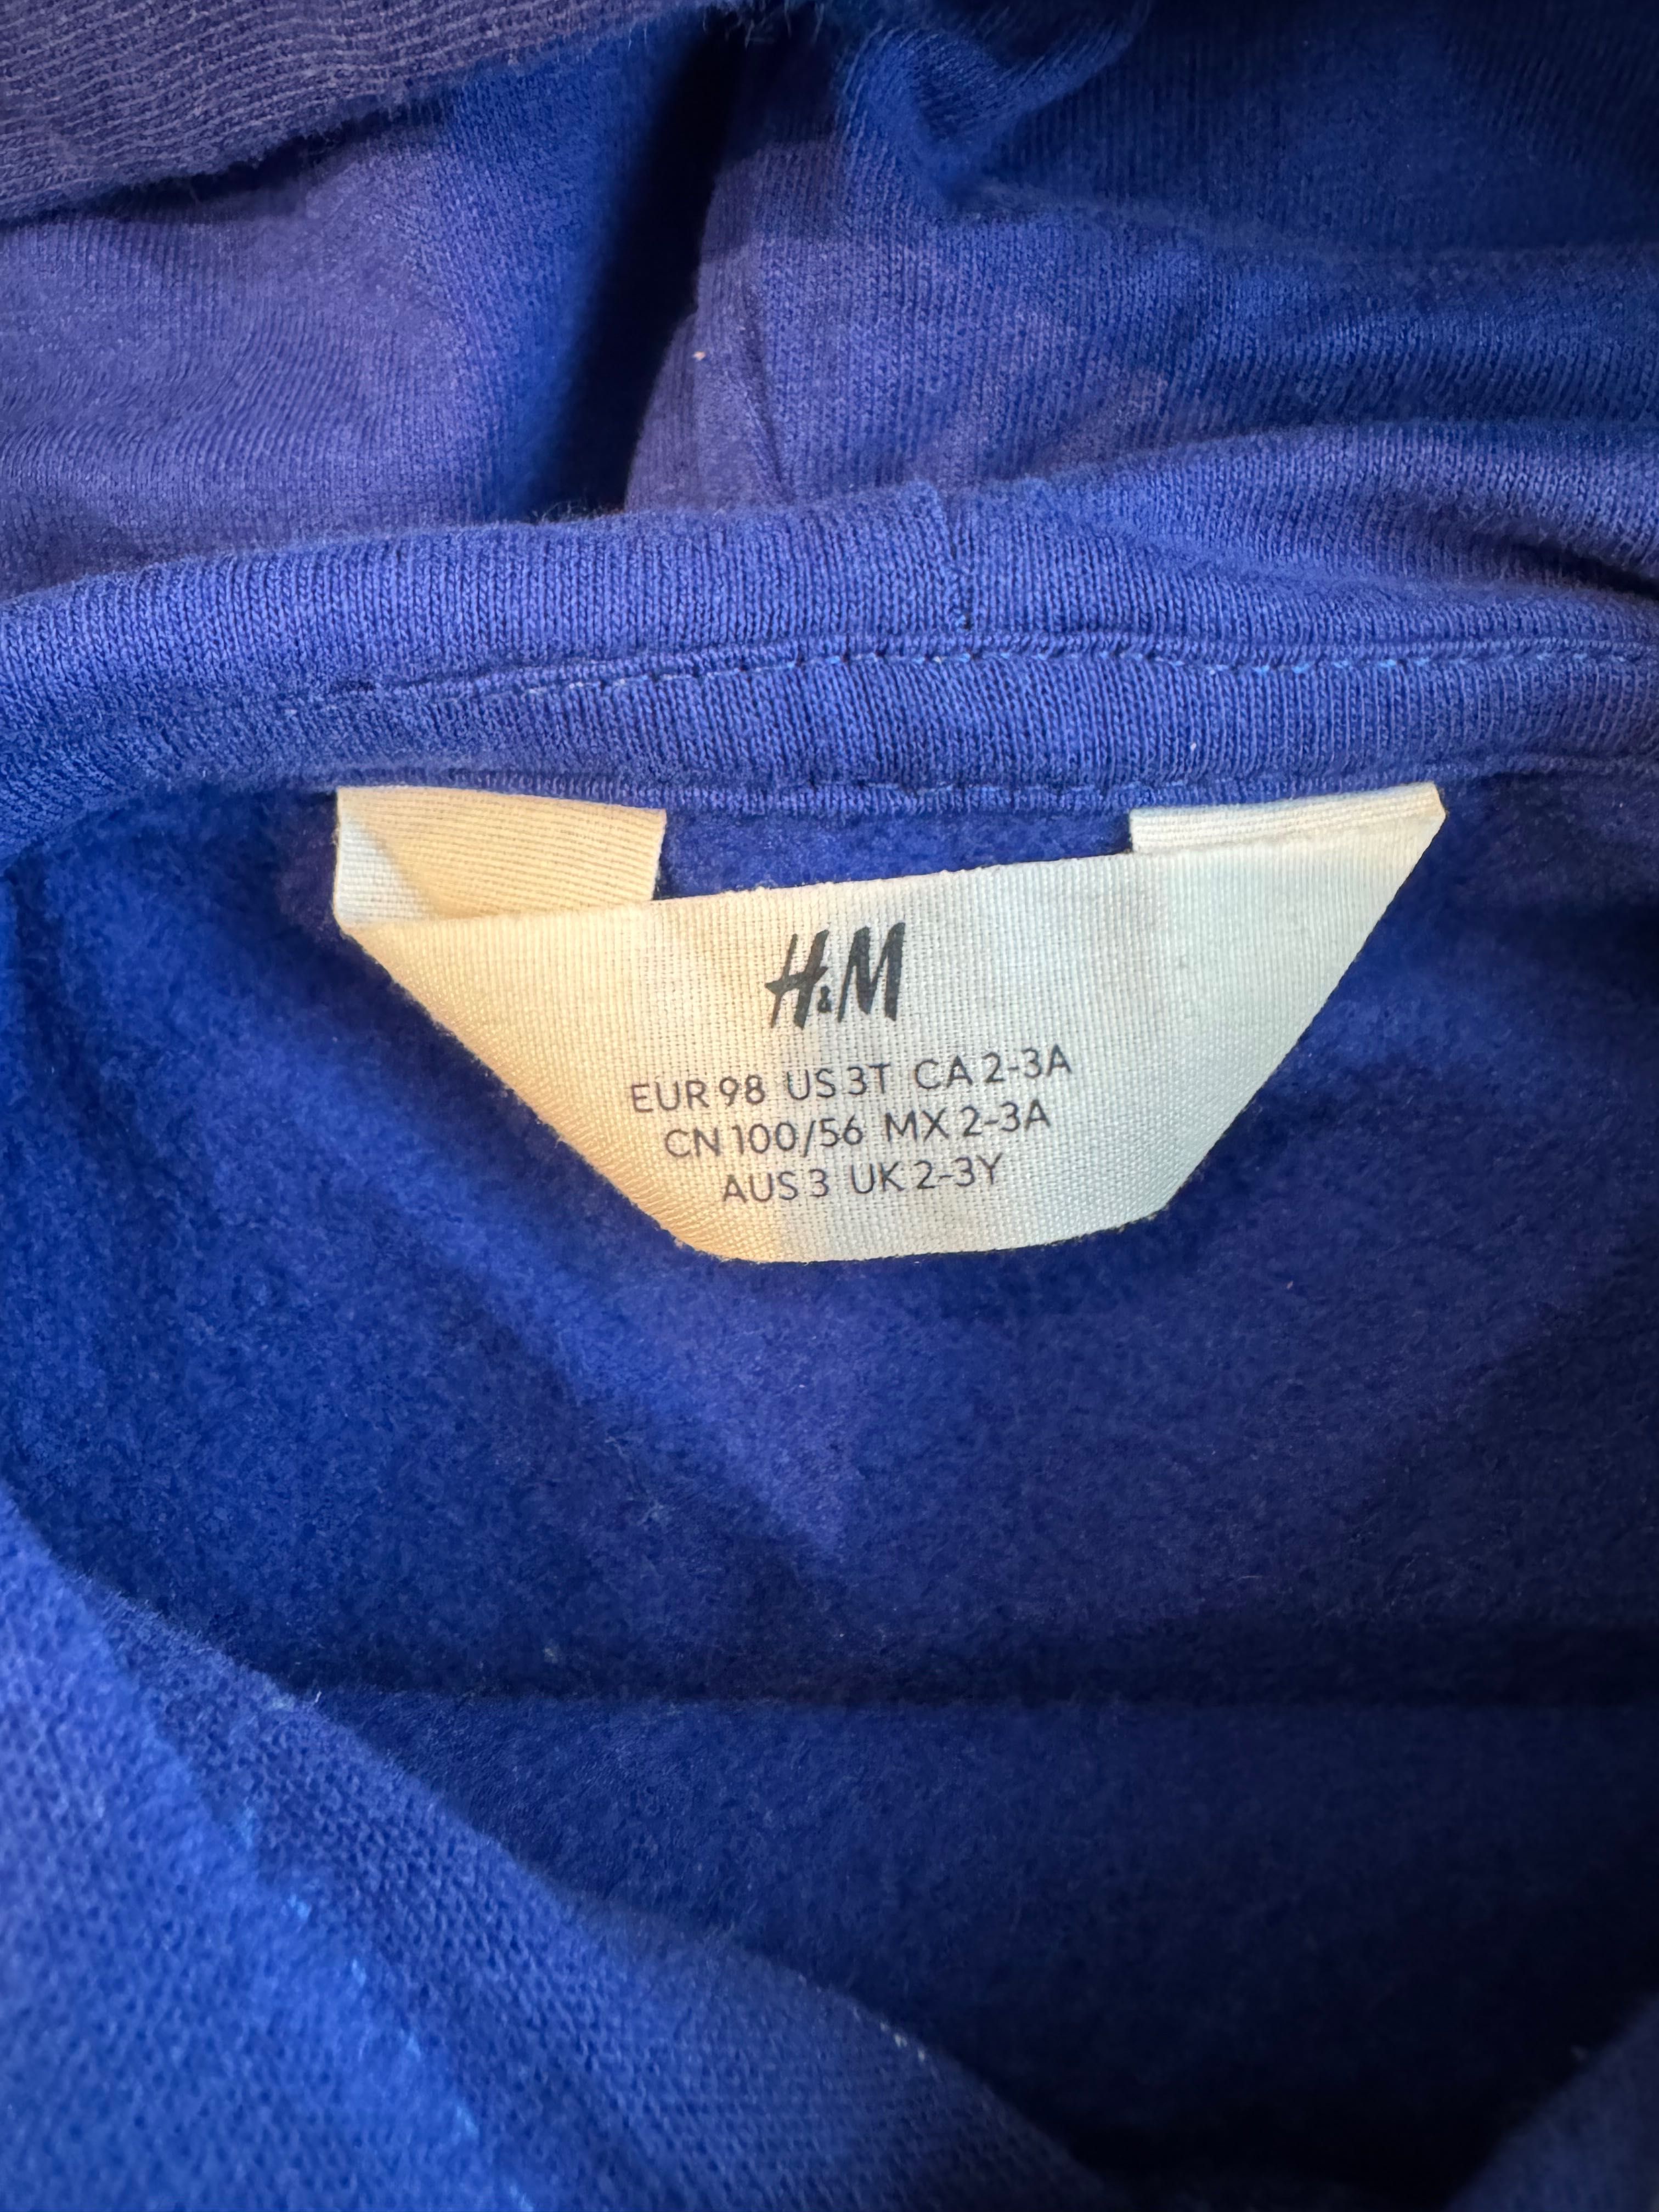 H&M
EUR 98 US 3T CA 2-3A
CN 100/56 MX 2-3A
AUS 3 UK 2-3Y